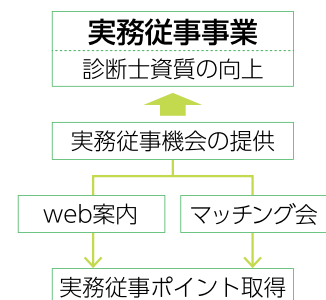 実務従事事業
診断士資質の向上
実務従事機会の提供
web案内
マッチング会
実務従事ポイント取得